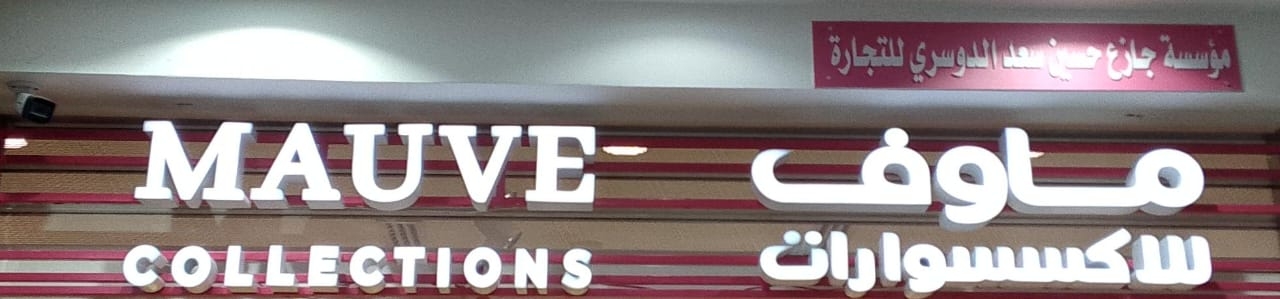 مؤسسة جازع حسين سعد الدوسري للتجارة
MAUVE
ماوف
COLLECTIONS
للاكسسوارات